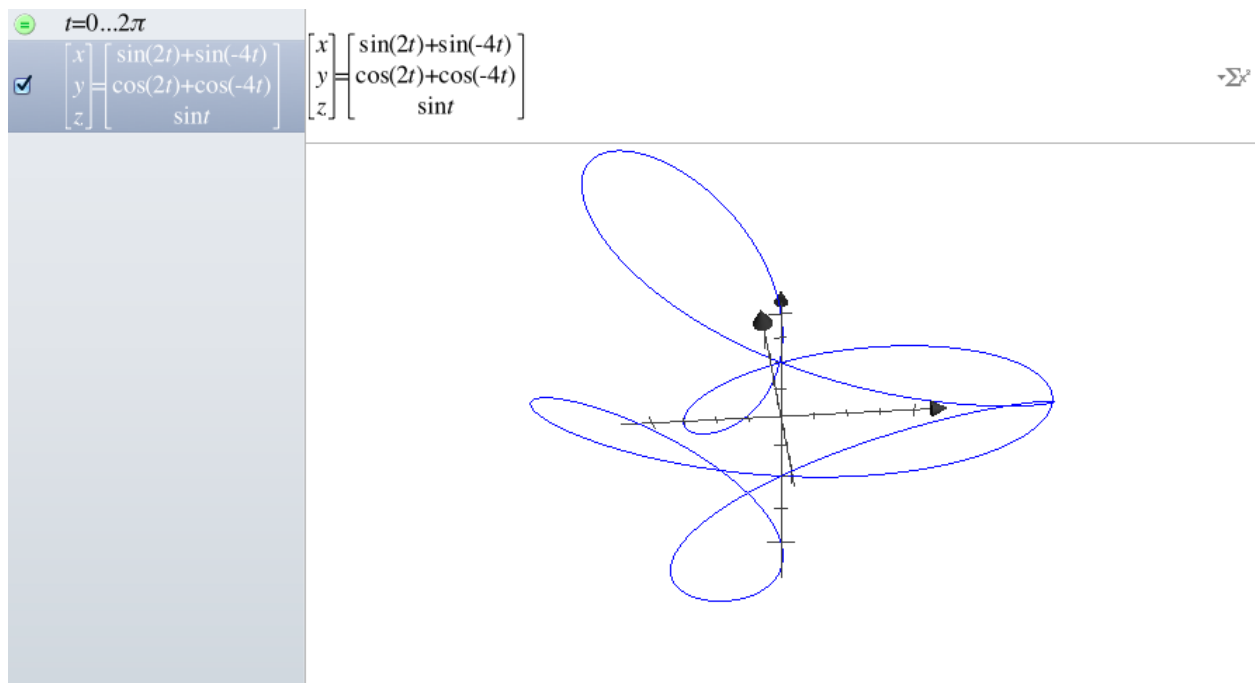 t=0...2π
[x] [sin(2t)+sin(-4t)]
[y]=[cos(2t)+cos(-4t)]
[z] [sint]
[x] [sin(2t)+sin(-4t)]
[y]=[cos(2t)+cos(-4t)]
[z] [sint]
Σx²